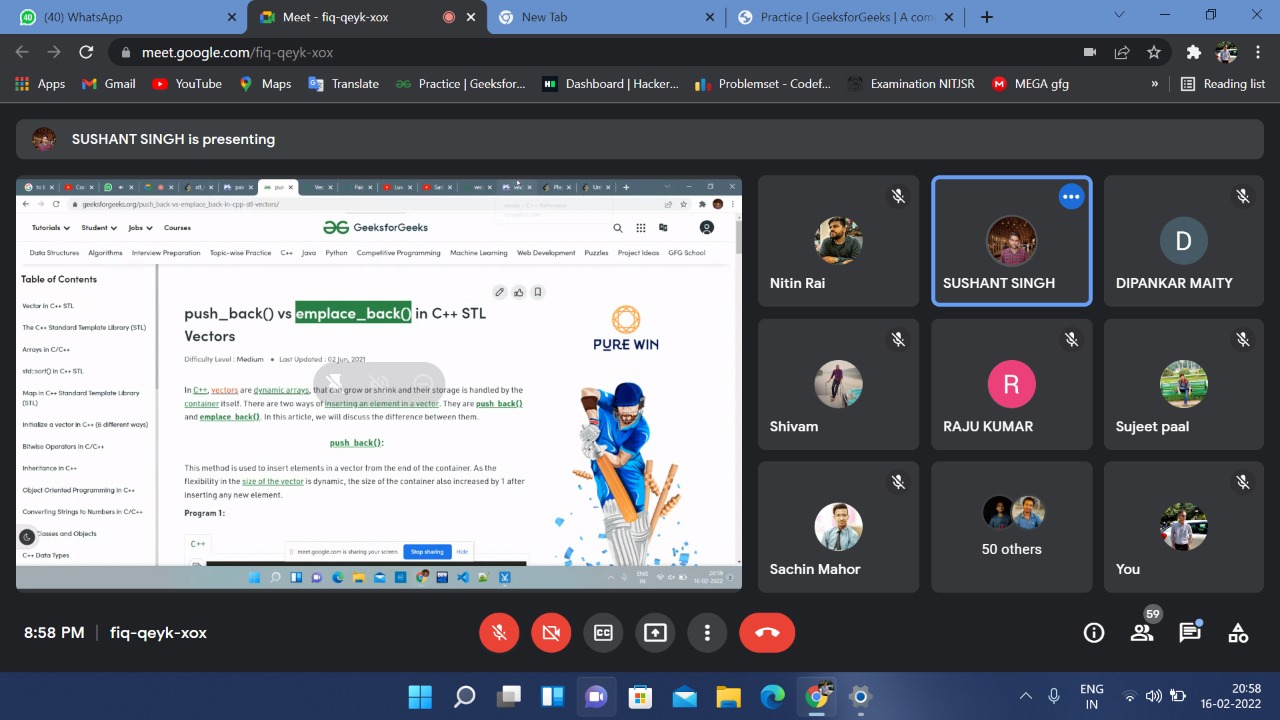 (40) WhatsApp
Meet - fiq-qeyk-xox
New Tab
Practice | GeeksforGeeks | A com
meet.google.com/fiq-qeyk-xox
Apps
Gmail
YouTube
Maps
Translate
Practice | Geeksfor...
Dashboard | Hacker...
Problemset - Codef...
Examination NITJSR
MEGA gfg
»
Reading list
SUSHANT SINGH is presenting
geeksforgeeks.org/push_back-vs-emplace_back-in-cpp-stl-vectors/
Tutorials
Student
Jobs
Courses
GeeksforGeeks
Data Structures
Algorithms
Interview Preparation
Topic-wise Practice
C++
Java
Python
Competitive Programming
Machine Learning
Web Development
Puzzles
Project Ideas
GFG School
Table of Contents
Vector in C++ STL
The C++ Standard Template Library (STL)
Arrays in C/C++
std::sort() in C++ STL
Map in C++ Standard Template Library
(STL)
Initialize a vector in C++ (6 different ways)
Bitwise Operators in C/C++
Inheritance in C++
Object Oriented Programming in C++
Converting Strings to Numbers in C/C++
Classes and Objects
C++ Data Types
push_back() vs emplace_back() in C++ STL
Vectors
Difficulty Level : Medium • Last Updated : 02 Jun, 2021
In C++, vectors are dynamic arrays, that can grow or shrink and their storage is handled by the
container itself. There are two ways of inserting an element in a vector. They are push_back()
and emplace_back(). In this article, we will discuss the difference between them.
push_back():
This method is used to insert elements in a vector from the end of the container. As the
flexibility in the size of the vector is dynamic, the size of the container also increased by 1 after
inserting any new element.
Program 1:
C++
PURE WIN
meet.google.com is sharing your screen.
Stop sharing
Hide
ENG
IN
20:58
16-02-2022
Nitin Rai
SUSHANT SINGH
D
DIPANKAR MAITY
Shivam
R
RAJU KUMAR
Sujeet paal
Sachin Mahor
50 others
You
8:58 PM | fiq-qeyk-xox
CC
59
ENG
IN
20:58
16-02-2022